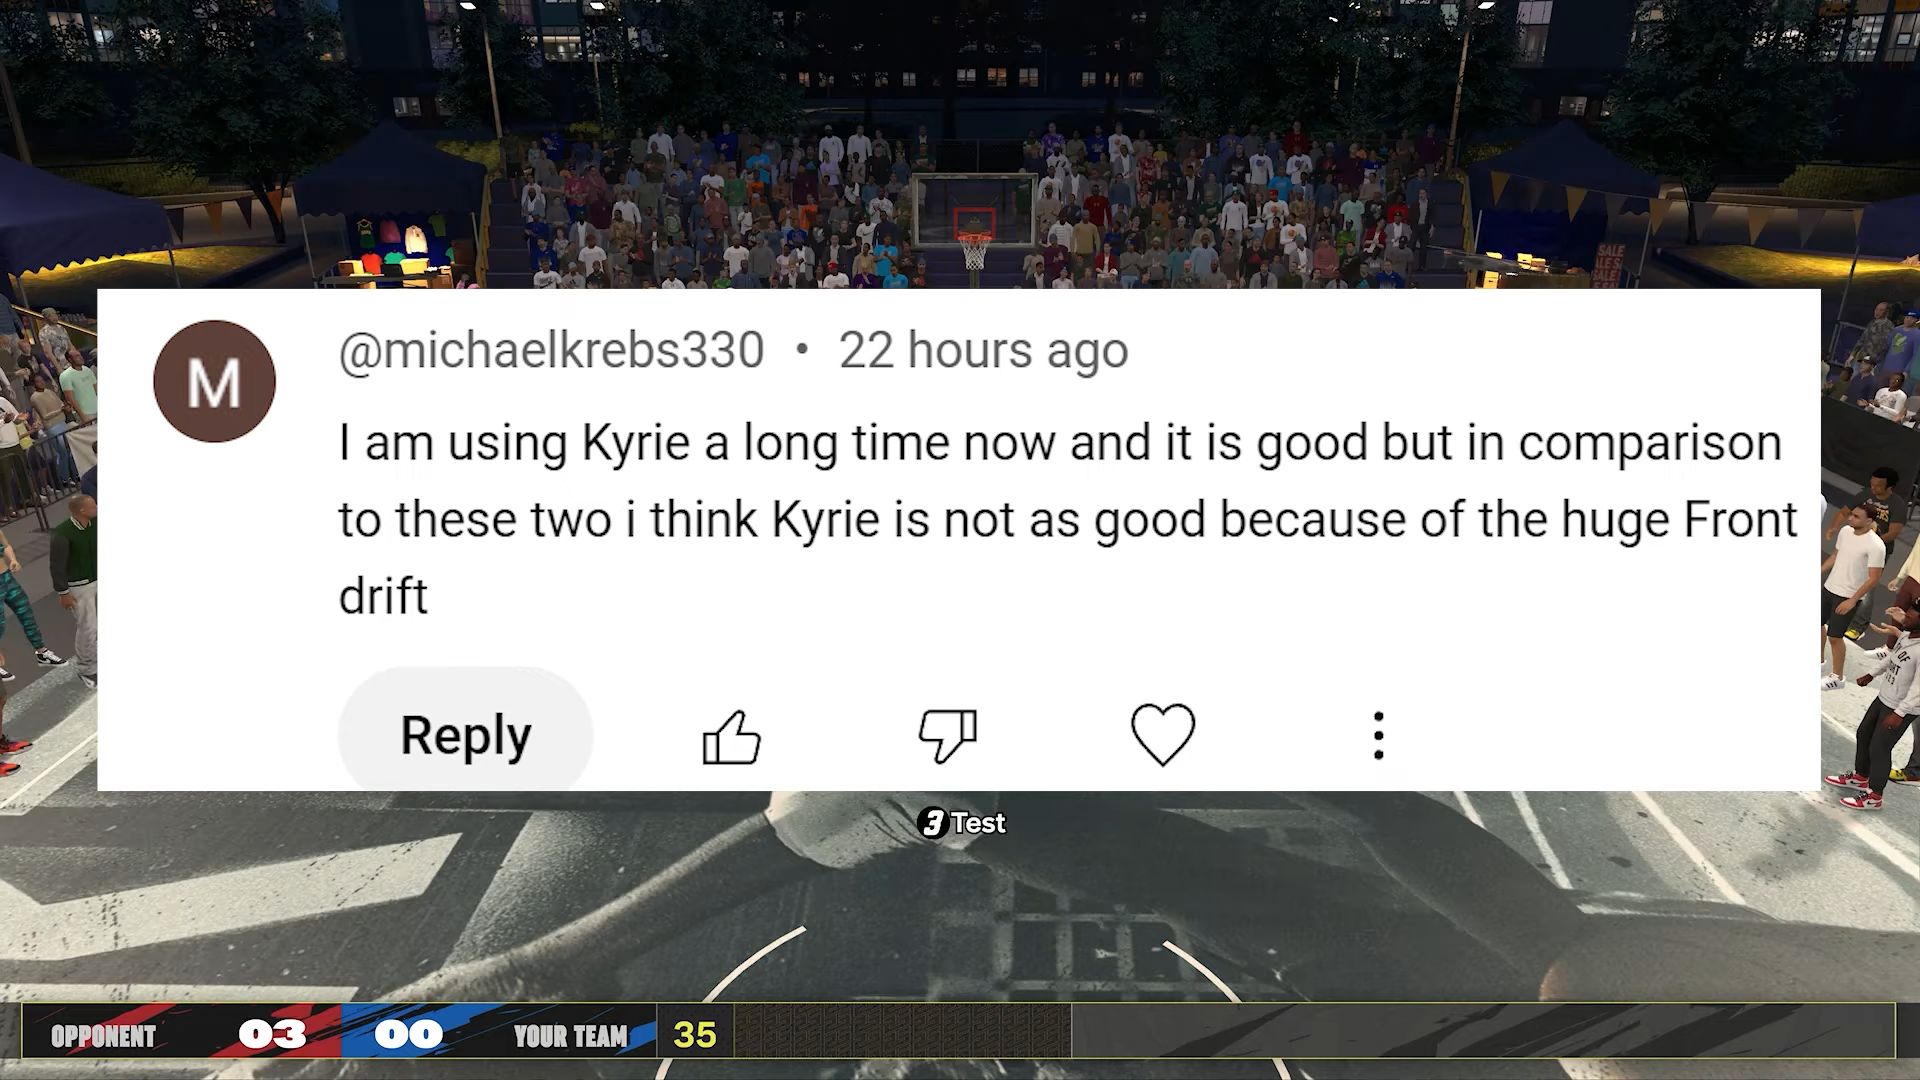 SALE
M
@michaelkrebs330 • 22 hours ago
I am using Kyrie a long time now and it is good but in comparison
to these two i think Kyrie is not as good because of the huge Front
drift
Reply
3 Test
OPPONENT 03 00 YOUR TEAM 35